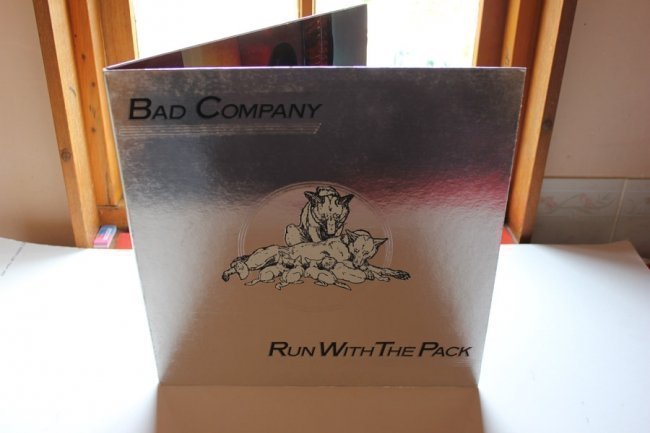 BAD COMPANY
RUN WITH THE PACK